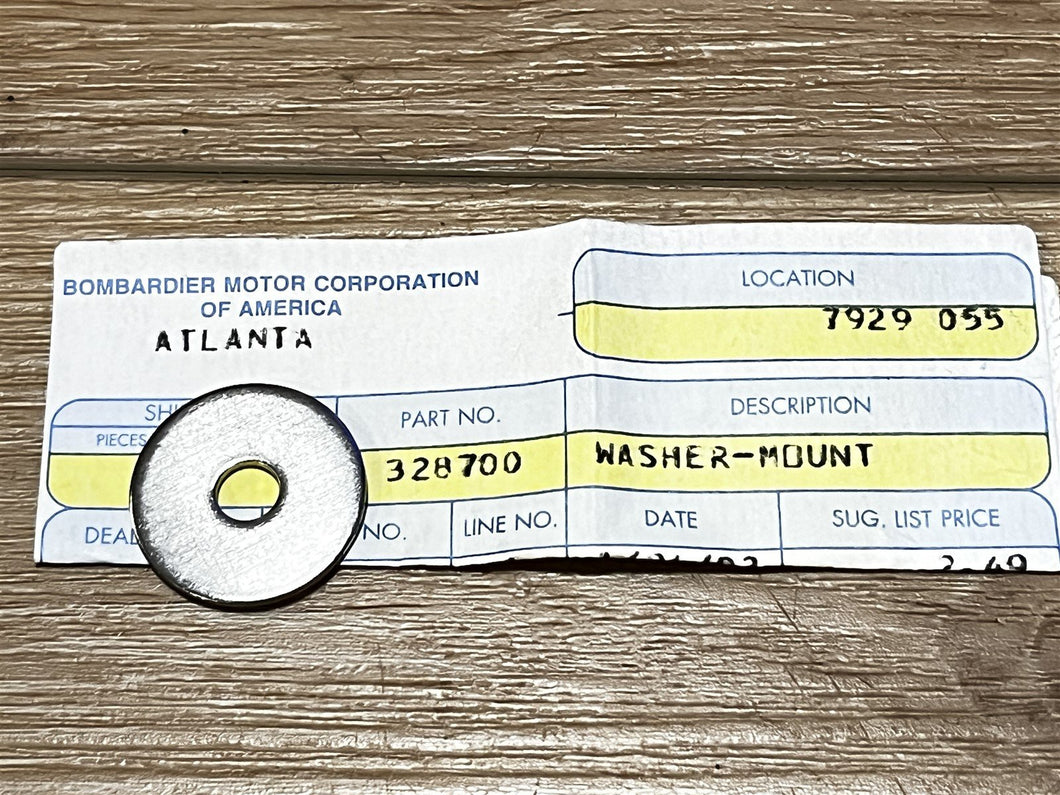 BOMBARDIER MOTOR CORPORATION
OF AMERICA
ATLANTA
LOCATION
7929 055
PART NO.
DESCRIPTION
PIECES
328700
WASHER-MOUNT
NO.
LINE NO.
DATE
SUG. LIST PRICE